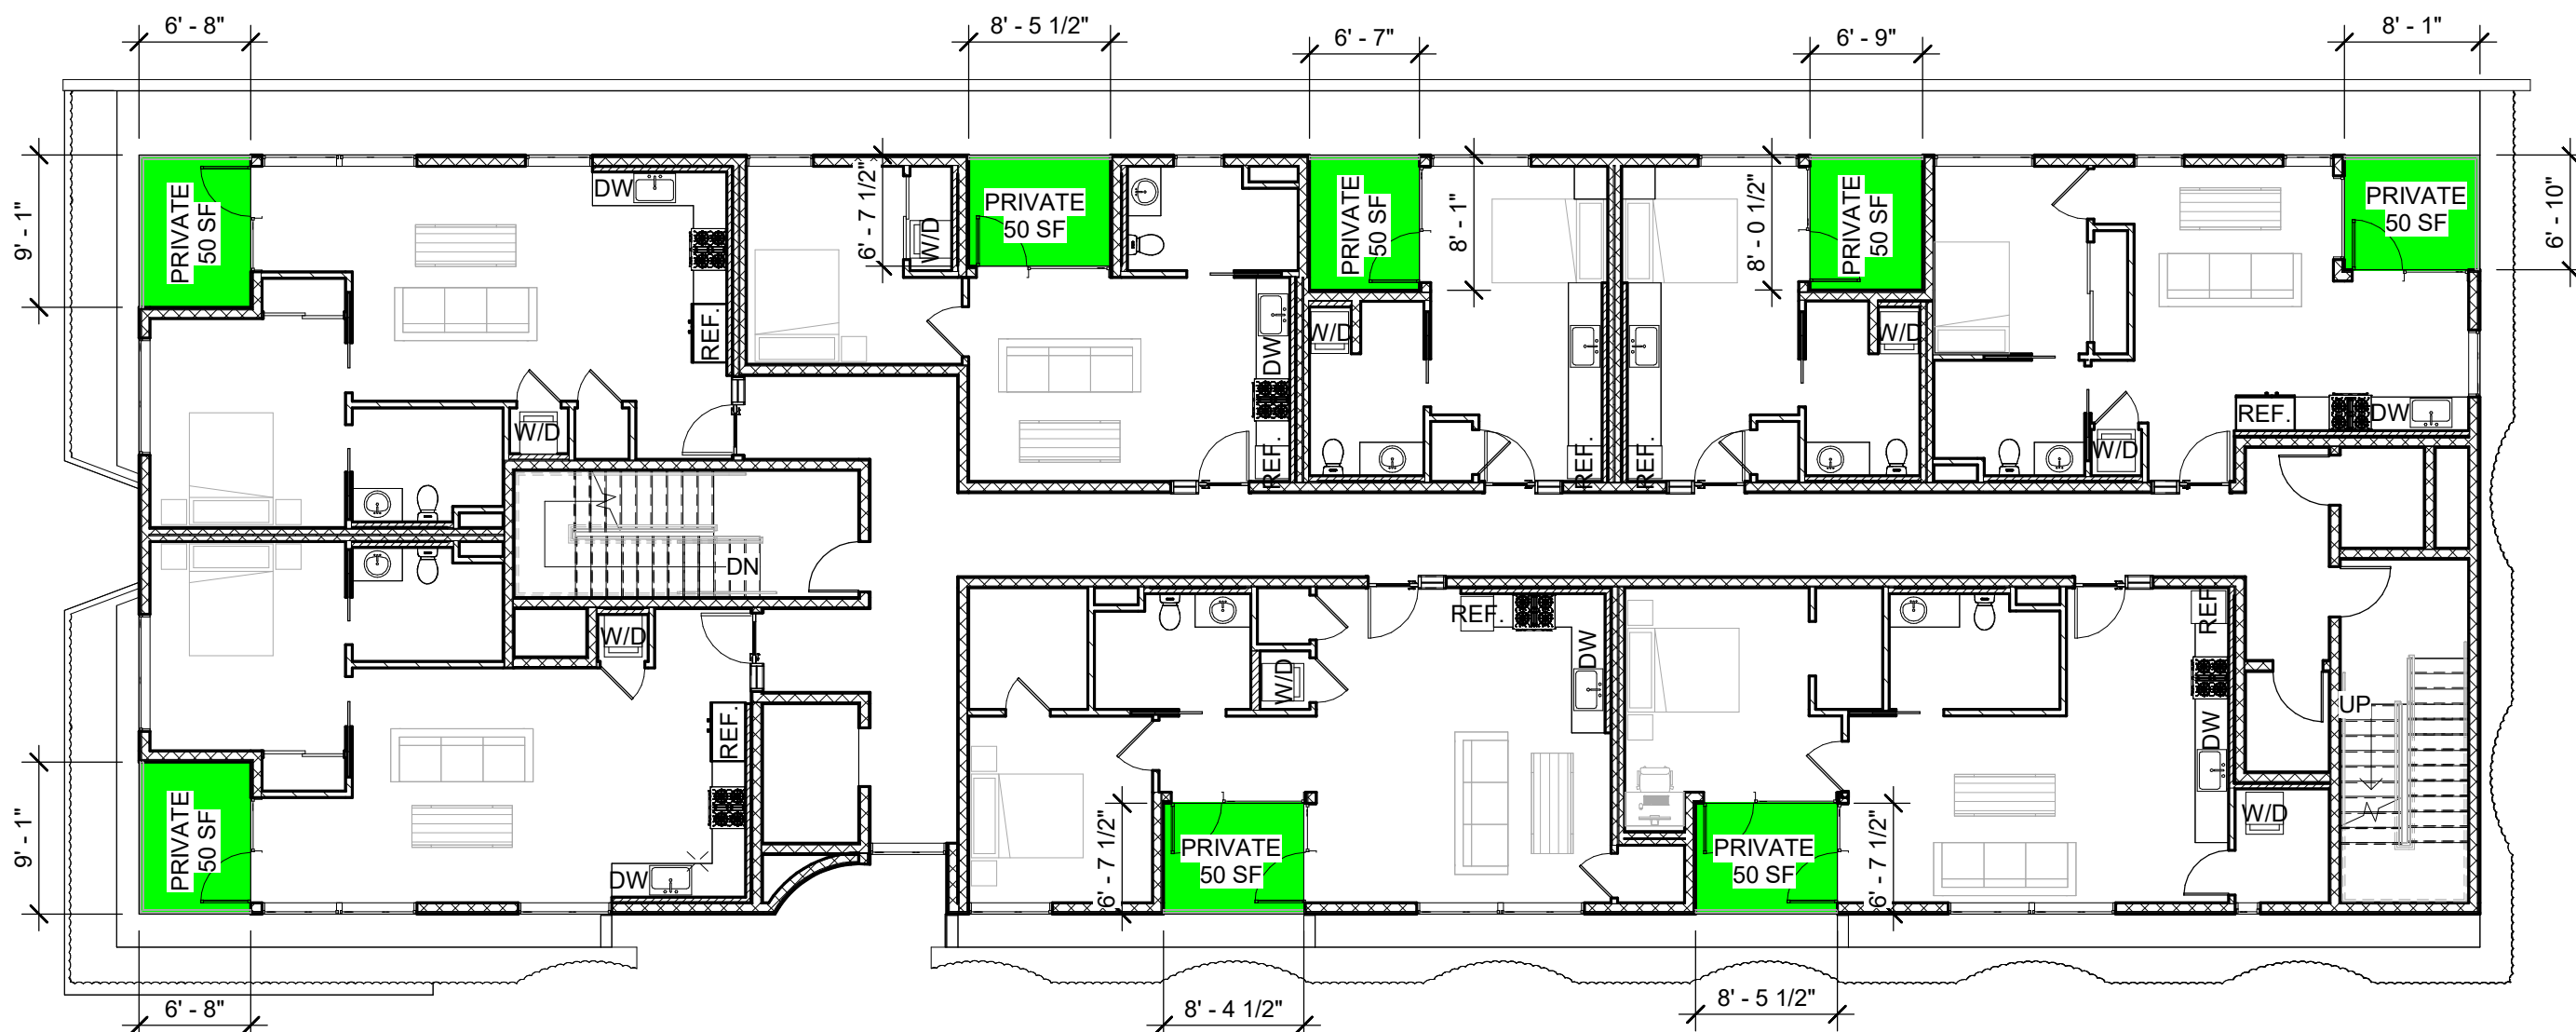 6' - 8"
8' - 5 1/2"
6' - 7"
6' - 9"
8' - 1"
9' - 1"
PRIVATE
50 SF
DW
REF.
W/D
6' - 7 1/2"
W/D
PRIVATE
50 SF
DW
REF.
PRIVATE
50 SF
8' - 1"
W/D
REF.
REF.
8' - 0 1/2"
PRIVATE
50 SF
W/D
PRIVATE
50 SF
6' - 10"
REF.
DW
W/D
DN
W/D
REF.
DW
9' - 1"
PRIVATE
50 SF
REF.
DW
W/D
6' - 7 1/2"
PRIVATE
50 SF
REF.
DW
UP
W/D
PRIVATE
50 SF
6' - 7 1/2"
6' - 8"
8' - 4 1/2"
8' - 5 1/2"